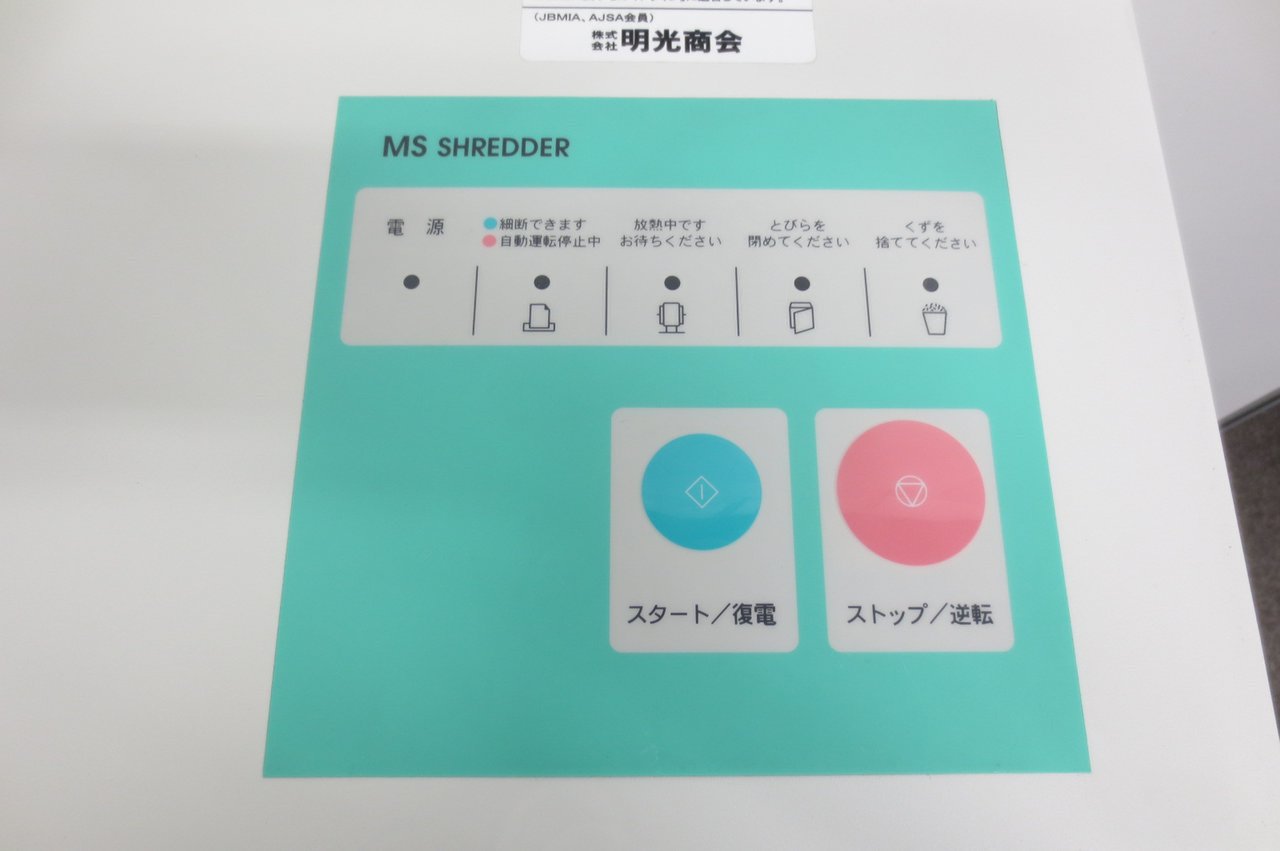 (JBMIA、AJSA会員)
株式会社 明光商会
MS SHREDDER
電 源
細断できます
自動運転停止中
放熱中です
お待ちください
とびらを
閉めてください
くずを
捨ててください
スタート/復電
ストップ/逆転